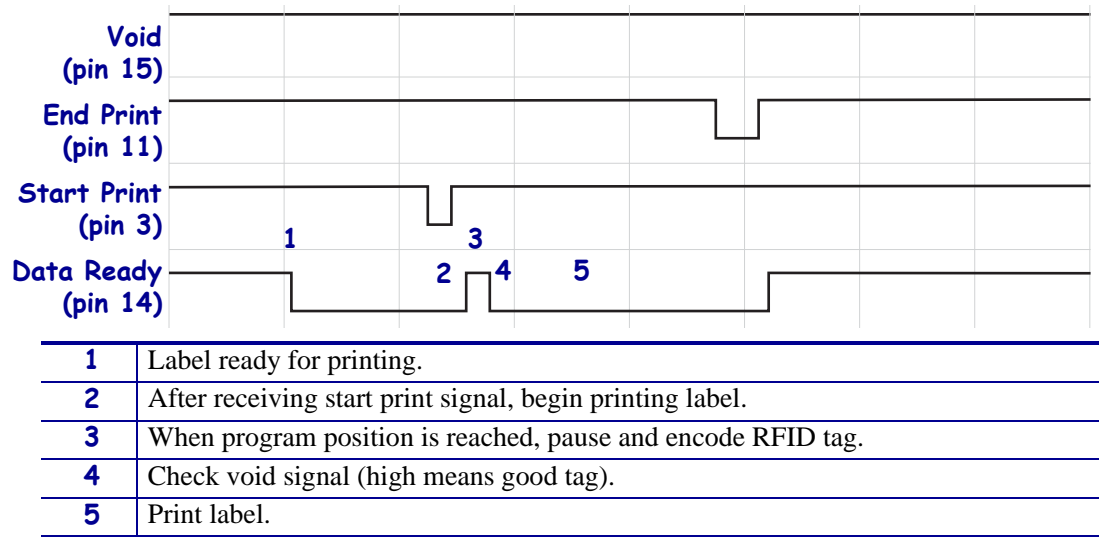 Void
(pin 15)
End Print
(pin 11)
Start Print
(pin 3)
1
3
Data Ready
2
4
5
(pin 14)
1 Label ready for printing.
2 After receiving start print signal, begin printing label.
3 When program position is reached, pause and encode RFID tag.
4 Check void signal (high means good tag).
5 Print label.